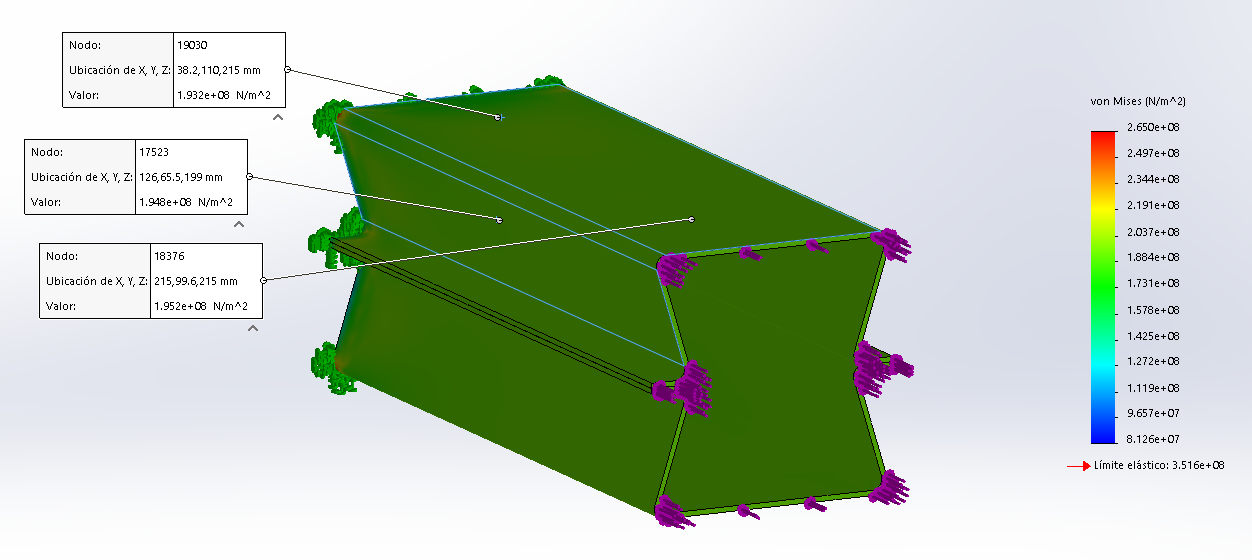 Nodo: 19030
Ubicación de X, Y, Z: 38.2,110,215 mm
Valor: 1.932e+08 N/m^2
Nodo: 17523
Ubicación de X, Y, Z: 126,65.5,199 mm
Valor: 1.948e+08 N/m^2
Nodo: 18376
Ubicación de X, Y, Z: 215,99.6,215 mm
Valor: 1.952e+08 N/m^2
von Mises (N/m^2)
2.650e+08
2.497e+08
2.344e+08
2.191e+08
2.037e+08
1.884e+08
1.731e+08
1.578e+08
1.425e+08
1.272e+08
1.119e+08
9.657e+07
8.126e+07
Límite elástico: 3.516e+08